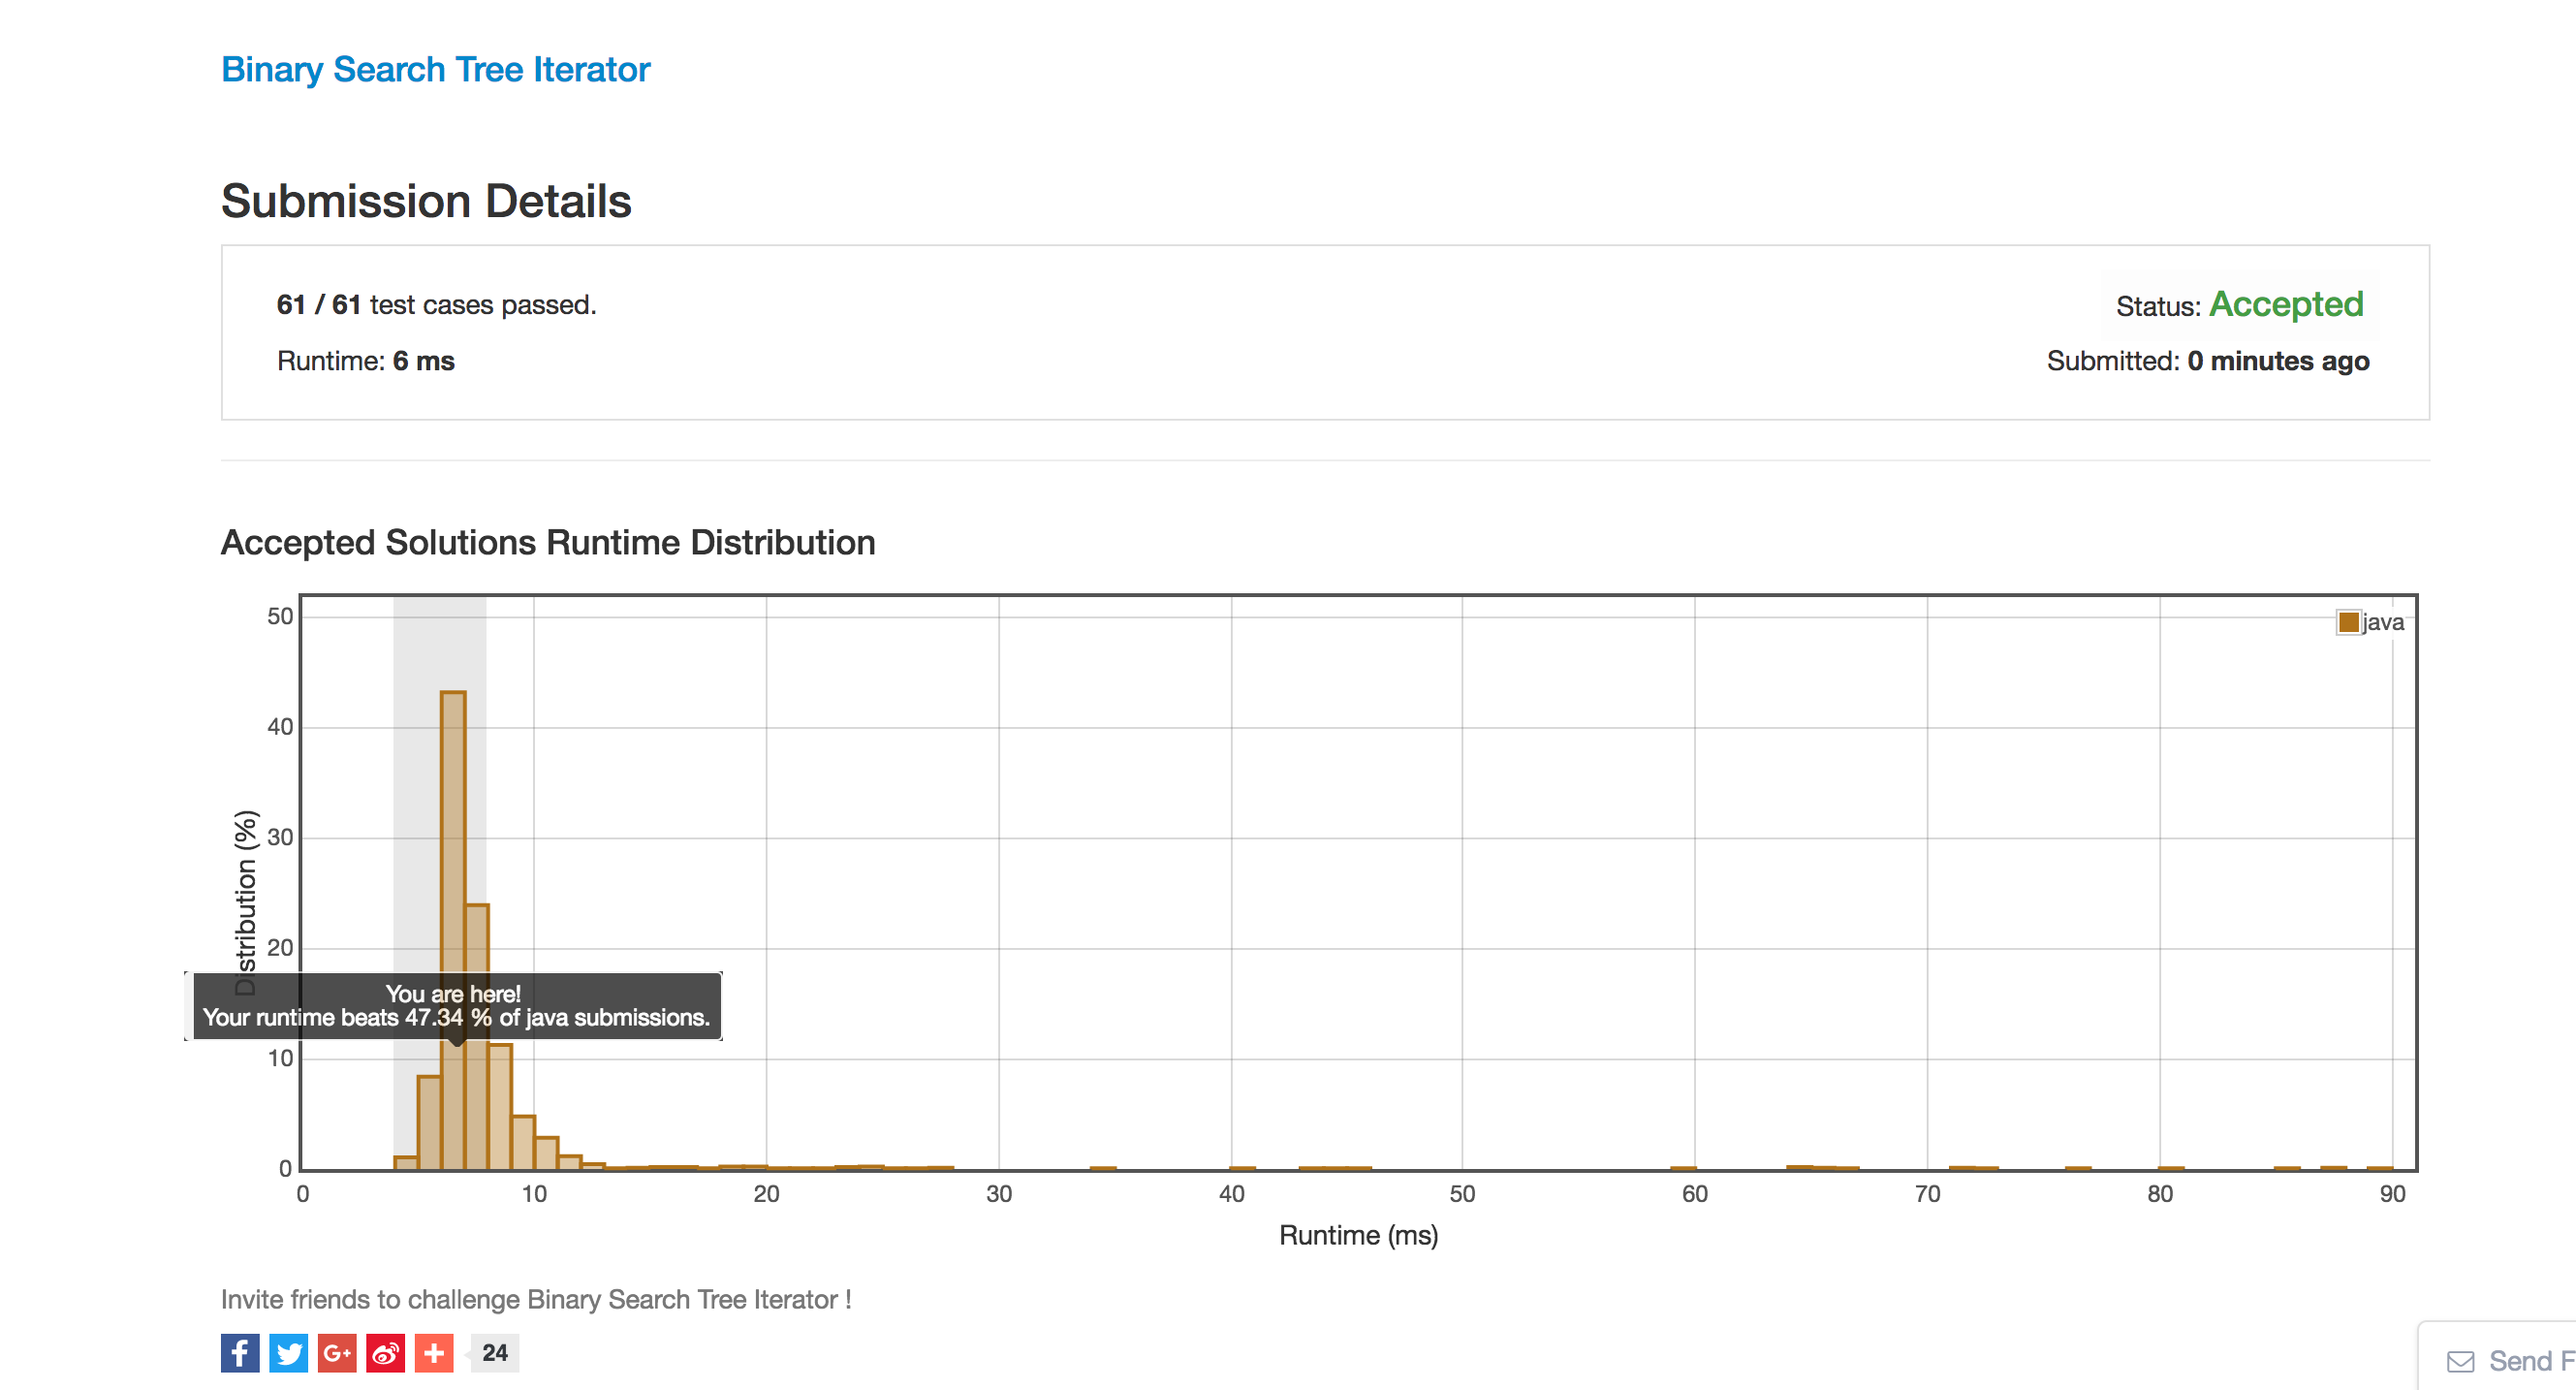 Binary Search Tree Iterator
Submission Details
61 / 61 test cases passed.
Status: Accepted
Runtime: 6 ms
Submitted: 0 minutes ago
Accepted Solutions Runtime Distribution
java
50
40
30
20
10
0
Distribution (%)
You are here!
Your runtime beats 47.34 % of java submissions.
0 10 20 30 40 50 60 70 80 90
Runtime (ms)
Invite friends to challenge Binary Search Tree Iterator !
f G+ + 24
Send F